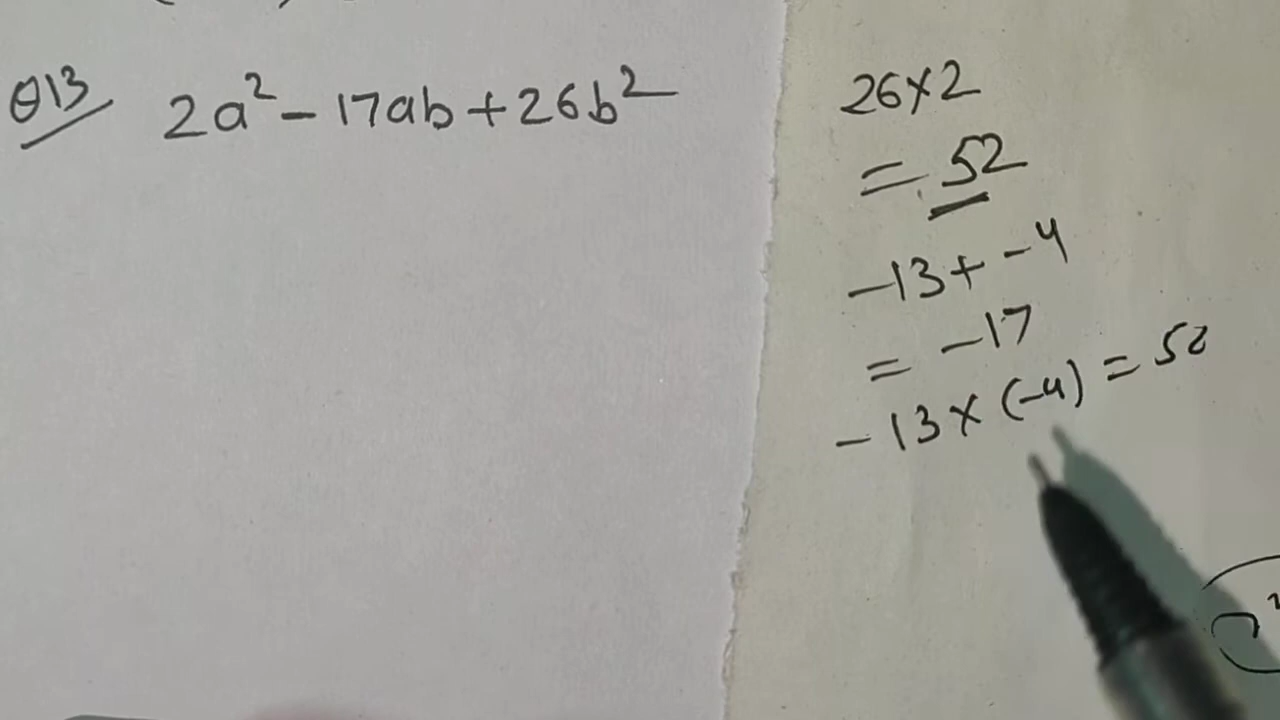 Q13 2a² - 17ab + 26b²
26×2
= 52
-13 + -4
= -17
-13 × (-4) = 52